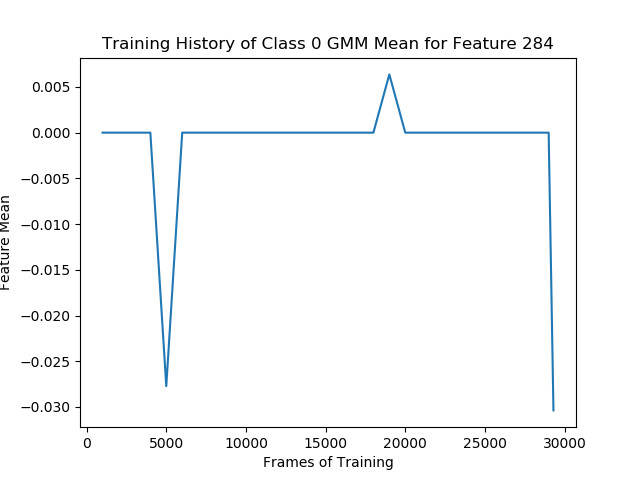 Training History of Class 0 GMM Mean for Feature 284
0.005
0.000
−0.005
−0.010
−0.015
−0.020
−0.025
−0.030
Feature Mean
0 5000 10000 15000 20000 25000 30000
Frames of Training